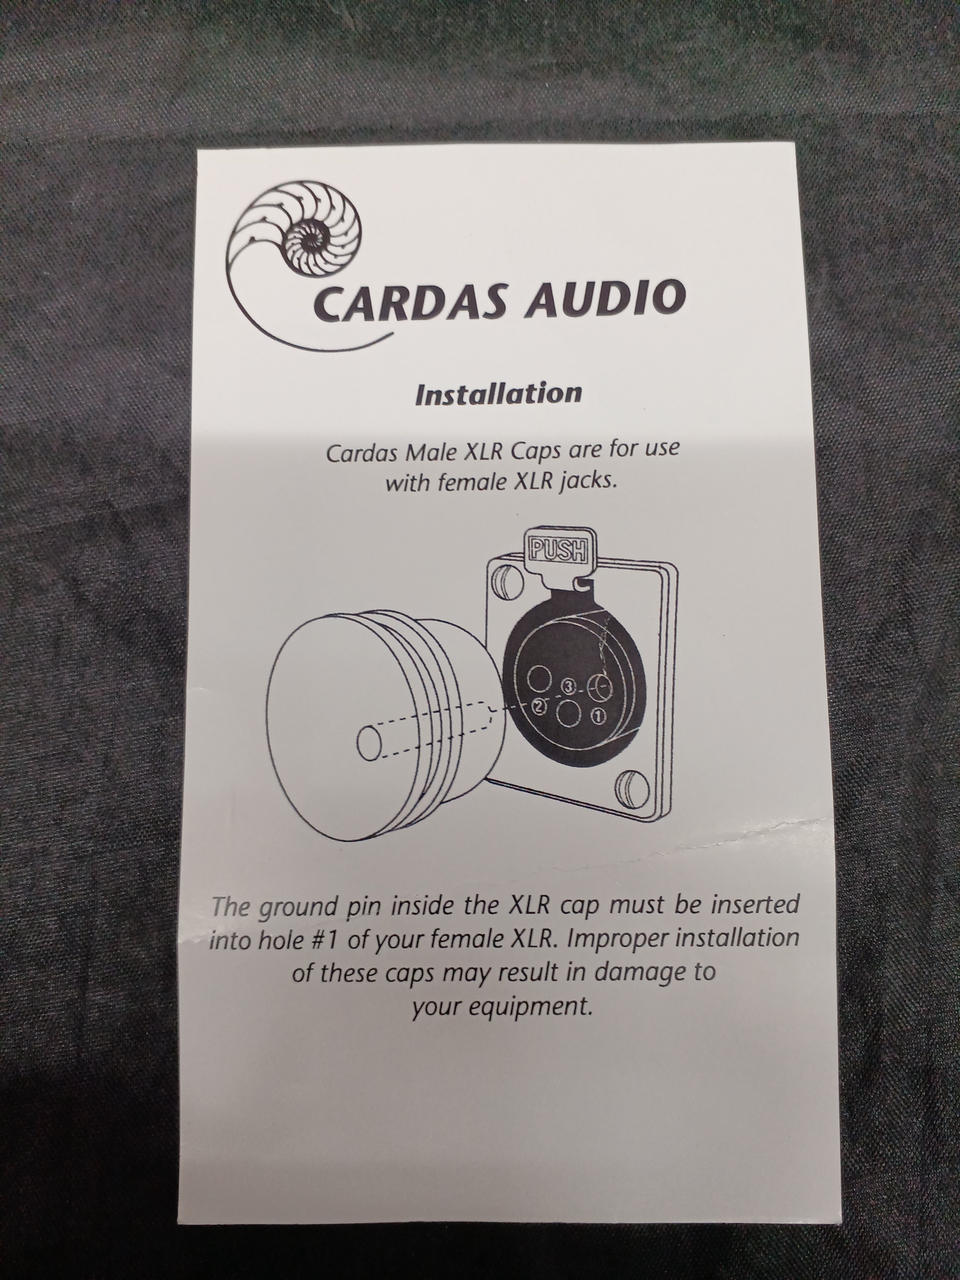 CARDAS AUDIO
Installation
Cardas Male XLR Caps are for use
with female XLR jacks.
PUSH
3
2
1
The ground pin inside the XLR cap must be inserted
into hole #1 of your female XLR. Improper installation
of these caps may result in damage to
your equipment.